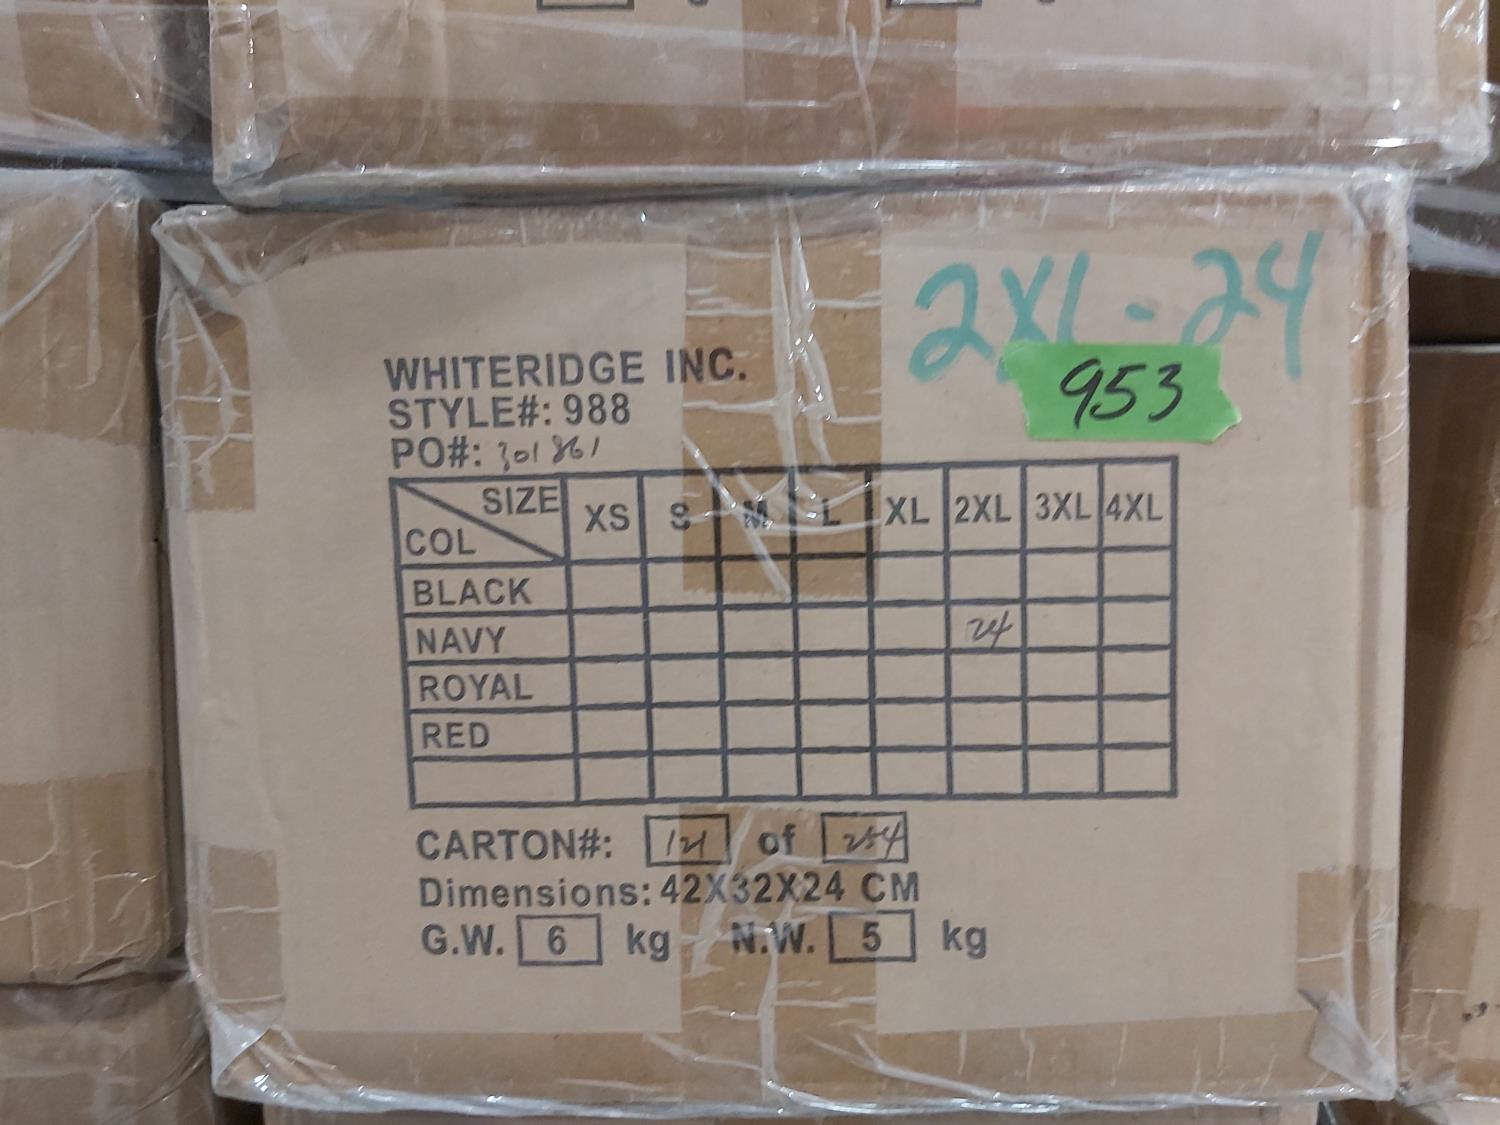 2XL - 24
953
WHITERIDGE INC.
STYLE#: 988
PO#: 301861
SIZE XS S M L XL 2XL 3XL 4XL
COL
BLACK
NAVY 24
ROYAL
RED
CARTON#: 121 of 254
Dimensions: 42X32X24 CM
G.W. 6 kg N.W. 5 kg